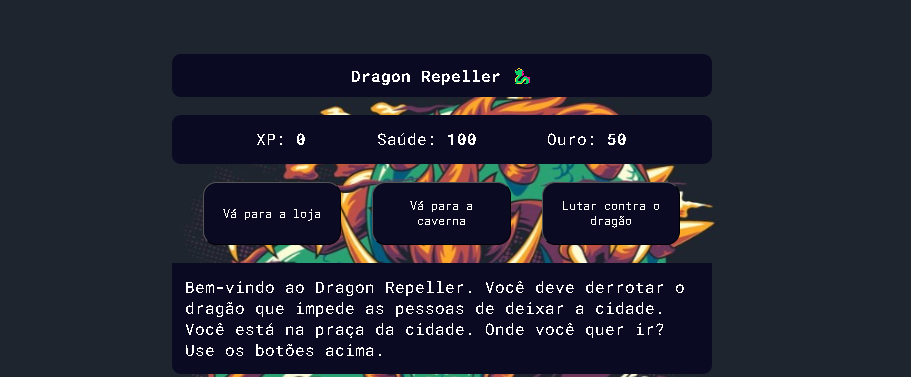 Dragon Repeller 🐉
XP: 0 Saúde: 100 Ouro: 50
Vá para a loja
Vá para a
caverna
Lutar contra o
dragão
Bem-vindo ao Dragon Repeller. Você deve derrotar o
dragão que impede as pessoas de deixar a cidade.
Você está na praça da cidade. Onde você quer ir?
Use os botões acima.